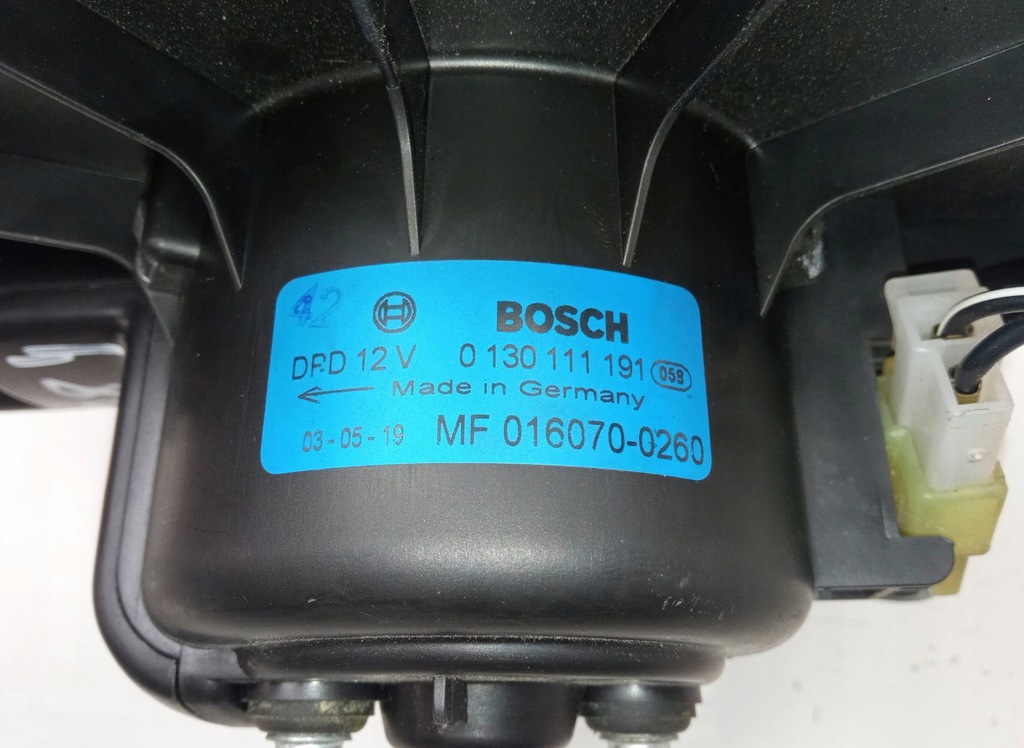 42 BOSCH
DPD 12 V 0 130 111 191 059
← Made in Germany
03-05-19 MF 016070-0260